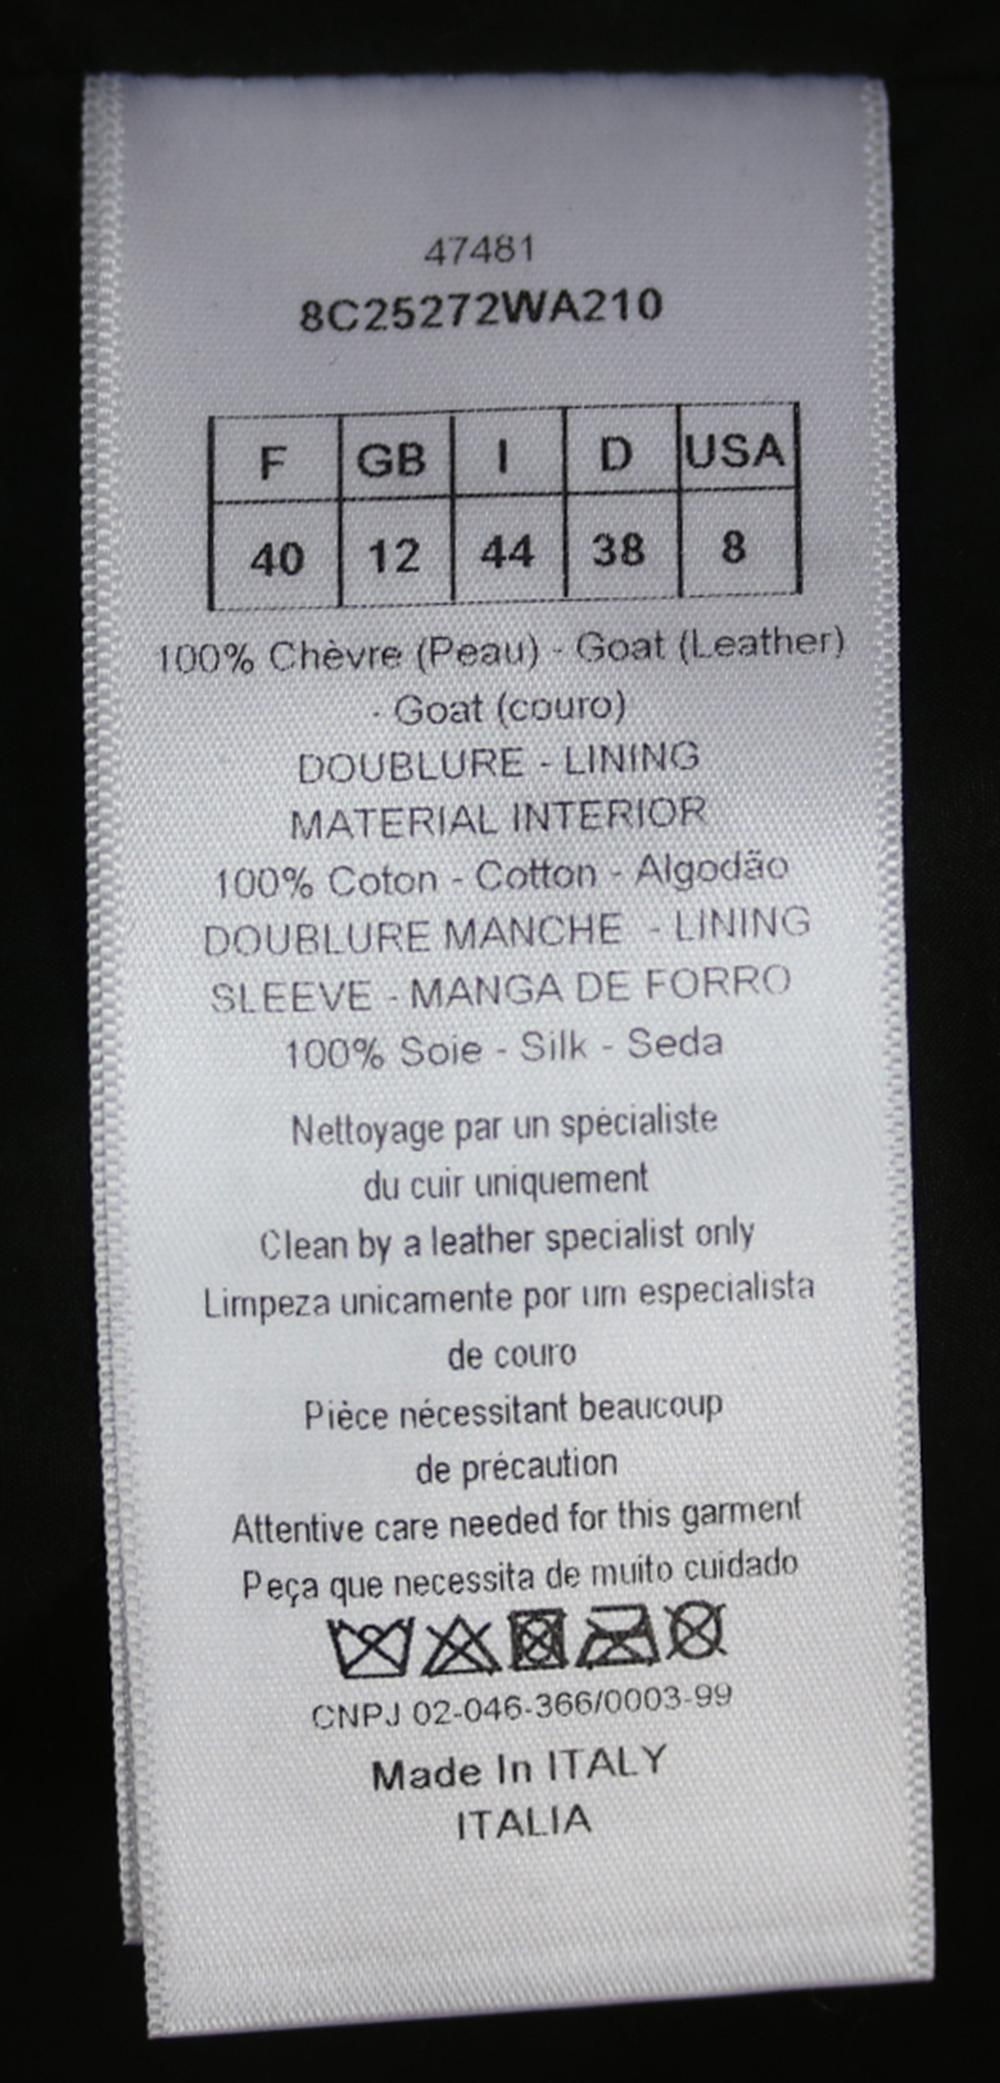 47481
8C25272WA210
F GB I D USA
40 12 44 38 8
100% Chèvre (Peau) - Goat (Leather)
- Goat (couro)
DOUBLURE - LINING
MATERIAL INTERIOR
100% Coton - Cotton - Algodão
DOUBLURE MANCHE - LINING
SLEEVE - MANGA DE FORRO
100% Soie - Silk - Seda
Nettoyage par un spécialiste
du cuir uniquement
Clean by a leather specialist only
Limpeza unicamente por um especialista
de couro
Pièce nécessitant beaucoup
de précaution
Attentive care needed for this garment
Peça que necessita de muito cuidado
CNPJ 02-046-366/0003-99
Made In ITALY
ITALIA